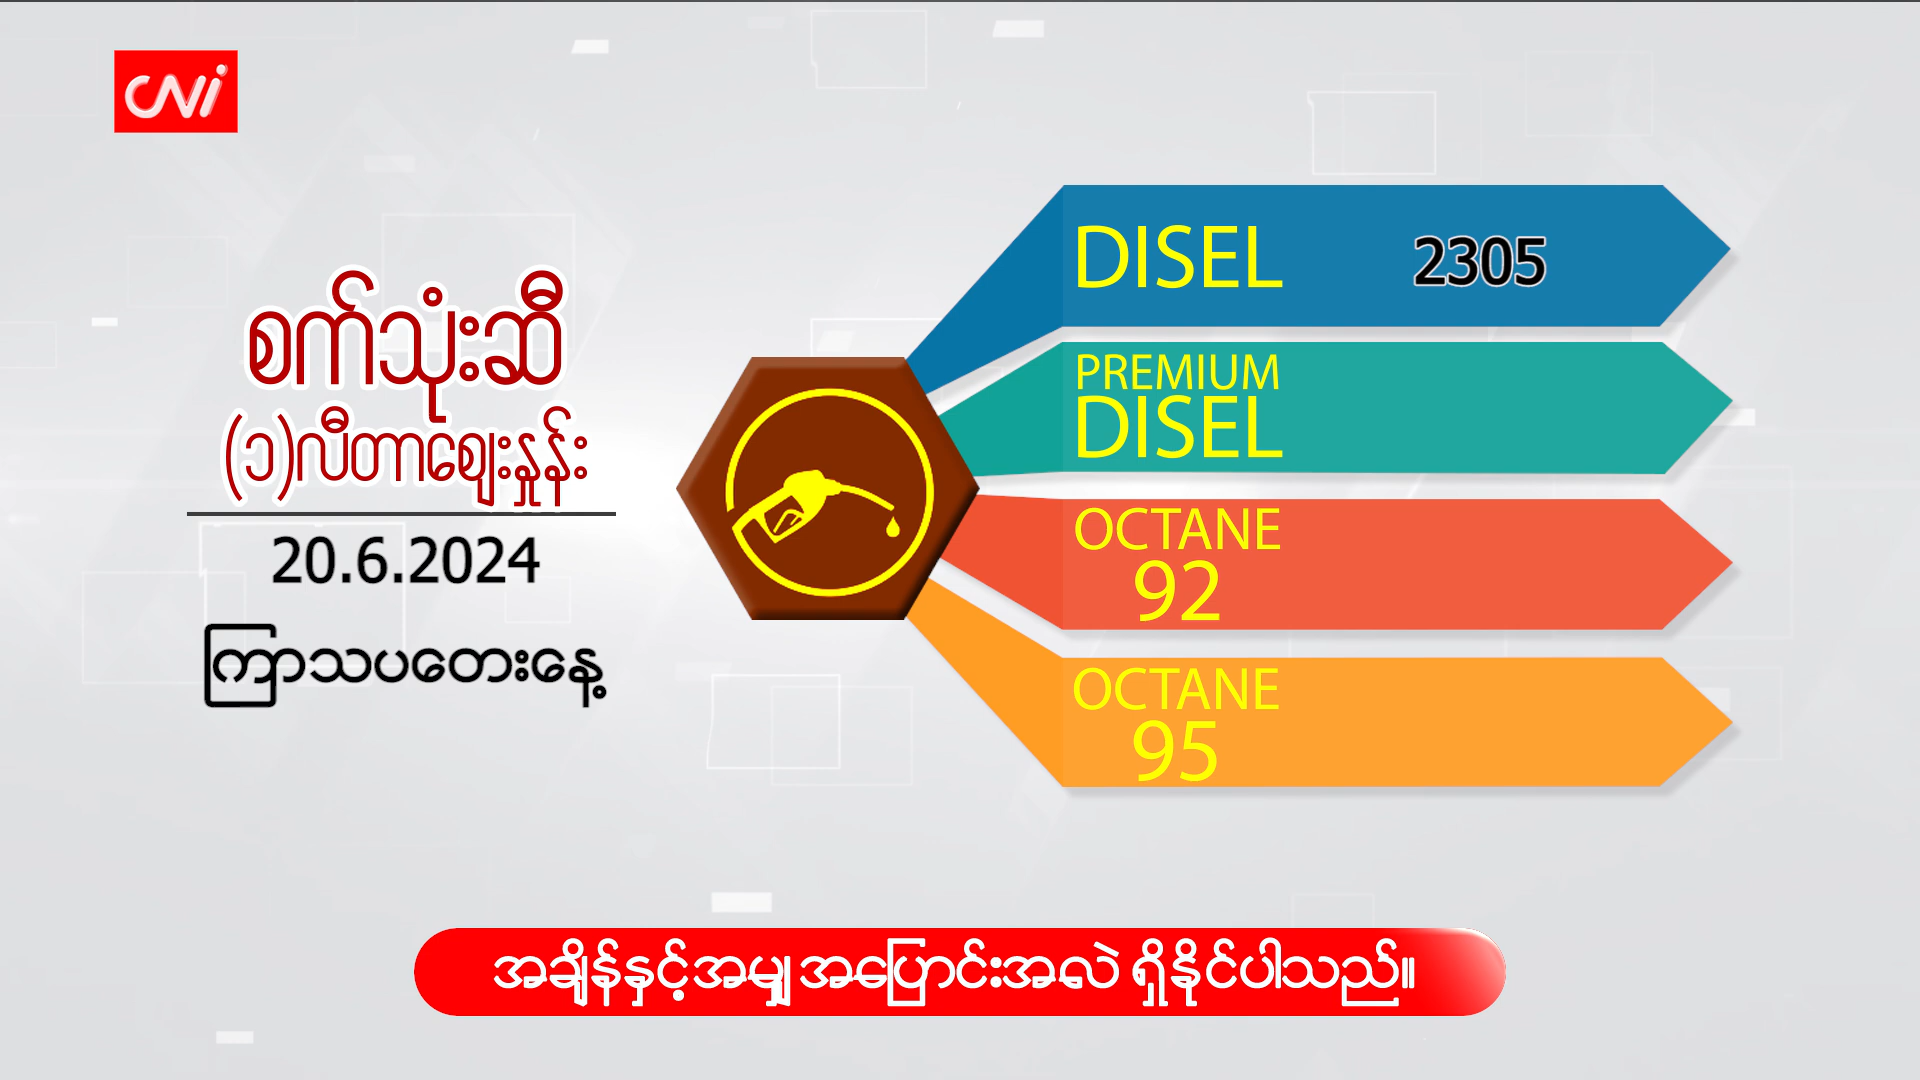 CNi
စက်သုံးဆီ
(၁)လီတာဈေးနှုန်း
20.6.2024
ကြာသပတေးနေ့
DISEL 2305
PREMIUM
DISEL
OCTANE
92
OCTANE
95
အချိန်နှင့်အမျှ အပြောင်းအလဲ ရှိနိုင်ပါသည်။